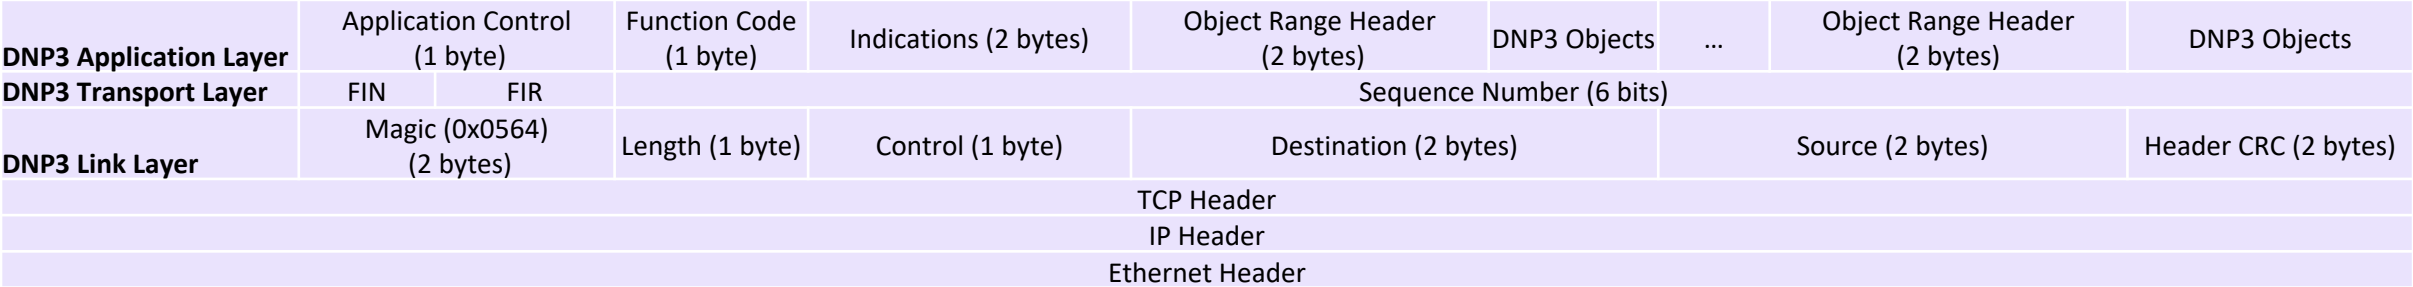 DNP3 Application Layer
Application Control
(1 byte)
Function Code
(1 byte)
Indications (2 bytes)
Object Range Header
(2 bytes)
DNP3 Objects
...
Object Range Header
(2 bytes)
DNP3 Objects
DNP3 Transport Layer
FIN
FIR
Sequence Number (6 bits)
DNP3 Link Layer
Magic (0x0564)
(2 bytes)
Length (1 byte)
Control (1 byte)
Destination (2 bytes)
Source (2 bytes)
Header CRC (2 bytes)
TCP Header
IP Header
Ethernet Header